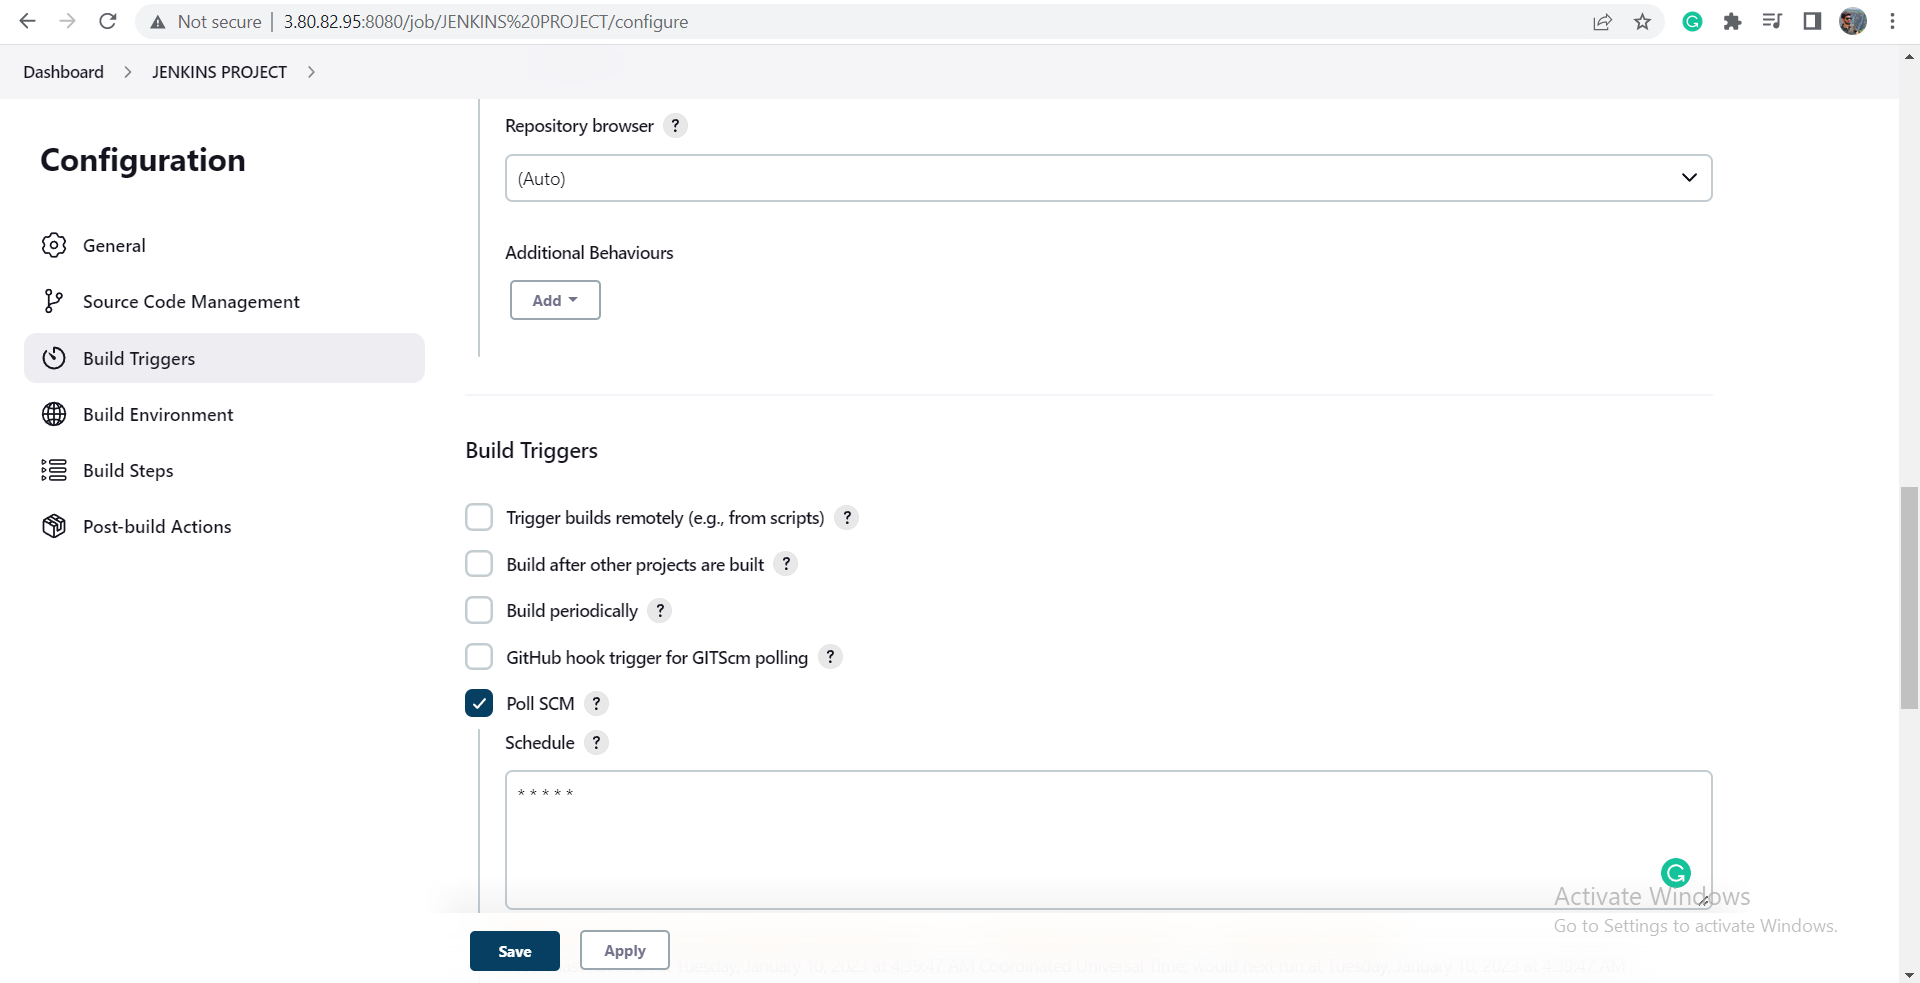 Not secure
3.80.82.95:8080/job/JENKINS%20PROJECT/configure
Dashboard
JENKINS PROJECT
Configuration
General
Source Code Management
Build Triggers
Build Environment
Build Steps
Post-build Actions
Repository browser ?
(Auto)
Additional Behaviours
Add
Build Triggers
Trigger builds remotely (e.g., from scripts) ?
Build after other projects are built ?
Build periodically ?
GitHub hook trigger for GITScm polling ?
Poll SCM ?
Schedule ?
* * * * *
Activate Windows
Go to Settings to activate Windows.
Save
Apply
Tuesday, January 10, 2023 at 4:35:47 AM Coordinated Universal Time; would next run at Tuesday, January 10, 2023 at 4:35:47 AM